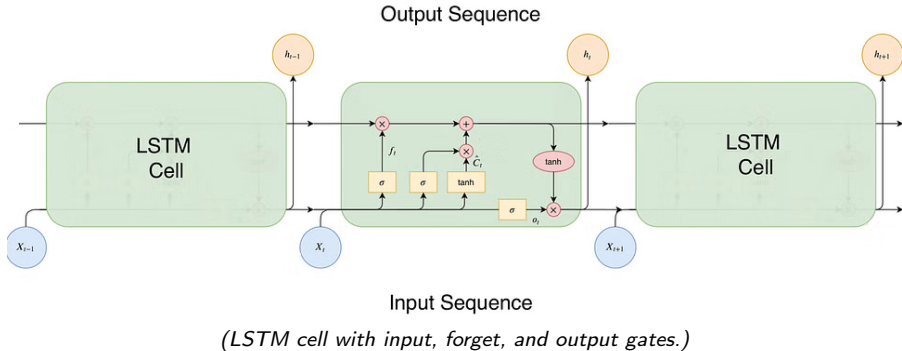 Output Sequence
h_{t-1}
h_t
h_{t+1}
LSTM
Cell
×
+
f_t
×
Ĉ_t
tanh
σ
σ
tanh
σ
o_t
×
LSTM
Cell
X_{t-1}
X_t
X_{t+1}
Input Sequence
(LSTM cell with input, forget, and output gates.)